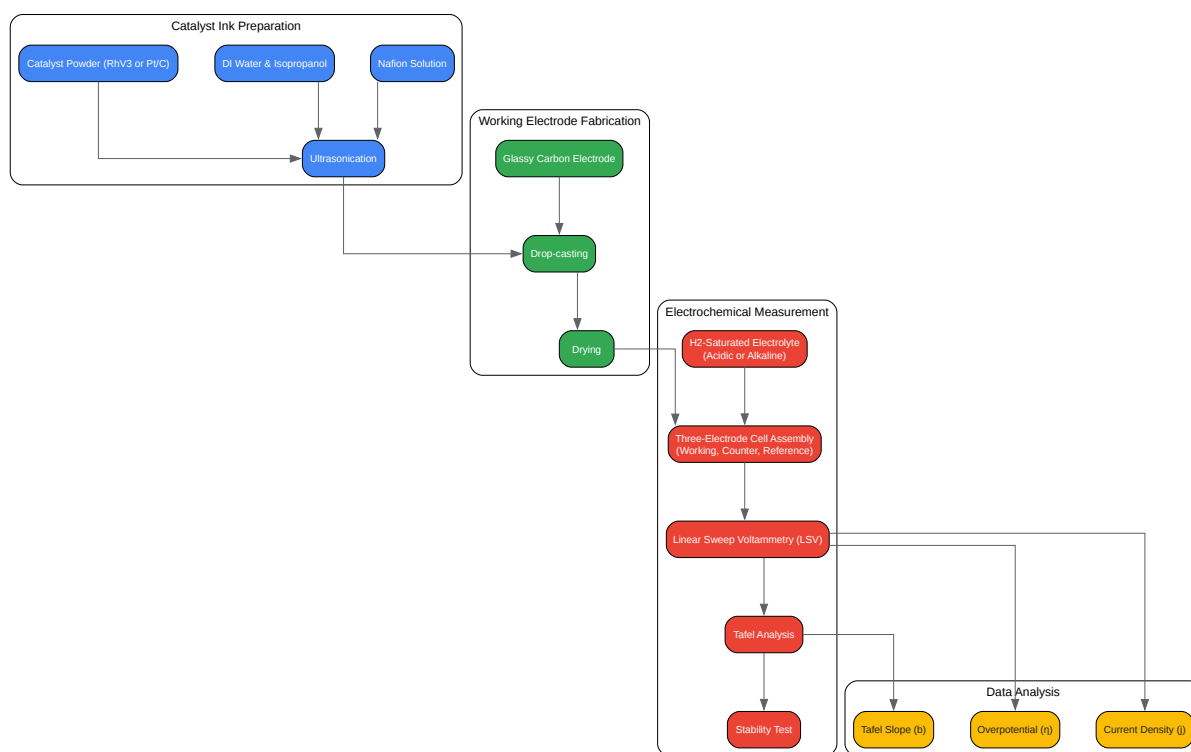 Catalyst Ink Preparation
Catalyst Powder (RhV3 or Pt/C)
DI Water & Isopropanol
Nafion Solution
Ultrasonication
Working Electrode Fabrication
Glassy Carbon Electrode
Drop-casting
Drying
Electrochemical Measurement
H2-Saturated Electrolyte
(Acidic or Alkaline)
Three-Electrode Cell Assembly
(Working, Counter, Reference)
Linear Sweep Voltammetry (LSV)
Tafel Analysis
Stability Test
Data Analysis
Tafel Slope (b)
Overpotential (η)
Current Density (j)